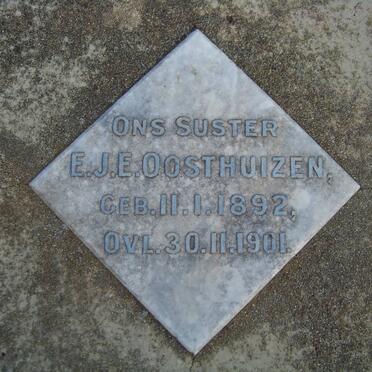 ONS SUSTER
E.J.E. OOSTHUIZEN,
GEB. 11.1.1892,
OVL. 30.11.1901.